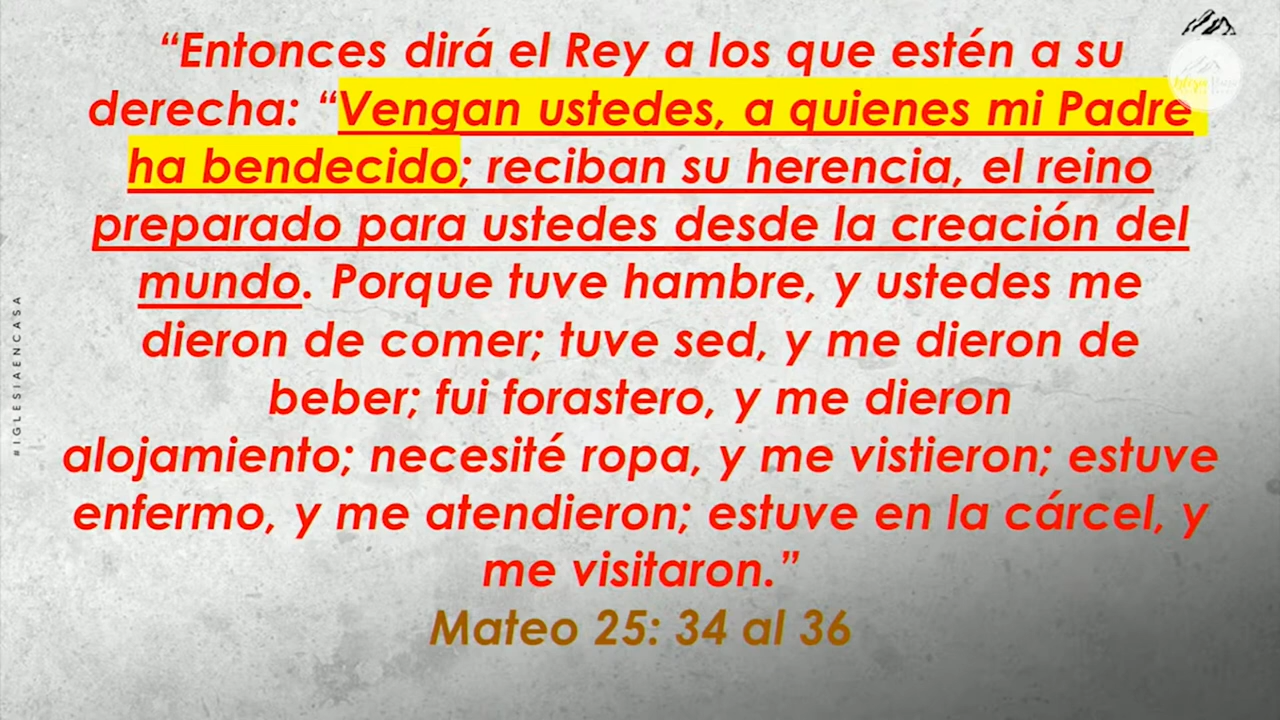 “Entonces dirá el Rey a los que estén a su
derecha: “Vengan ustedes, a quienes mi Padre
ha bendecido; reciban su herencia, el reino
preparado para ustedes desde la creación del
mundo. Porque tuve hambre, y ustedes me
dieron de comer; tuve sed, y me dieron de
beber; fui forastero, y me dieron
alojamiento; necesité ropa, y me vistieron; estuve
enfermo, y me atendieron; estuve en la cárcel, y
me visitaron.”
Mateo 25: 34 al 36
#IGLESIAENCASA